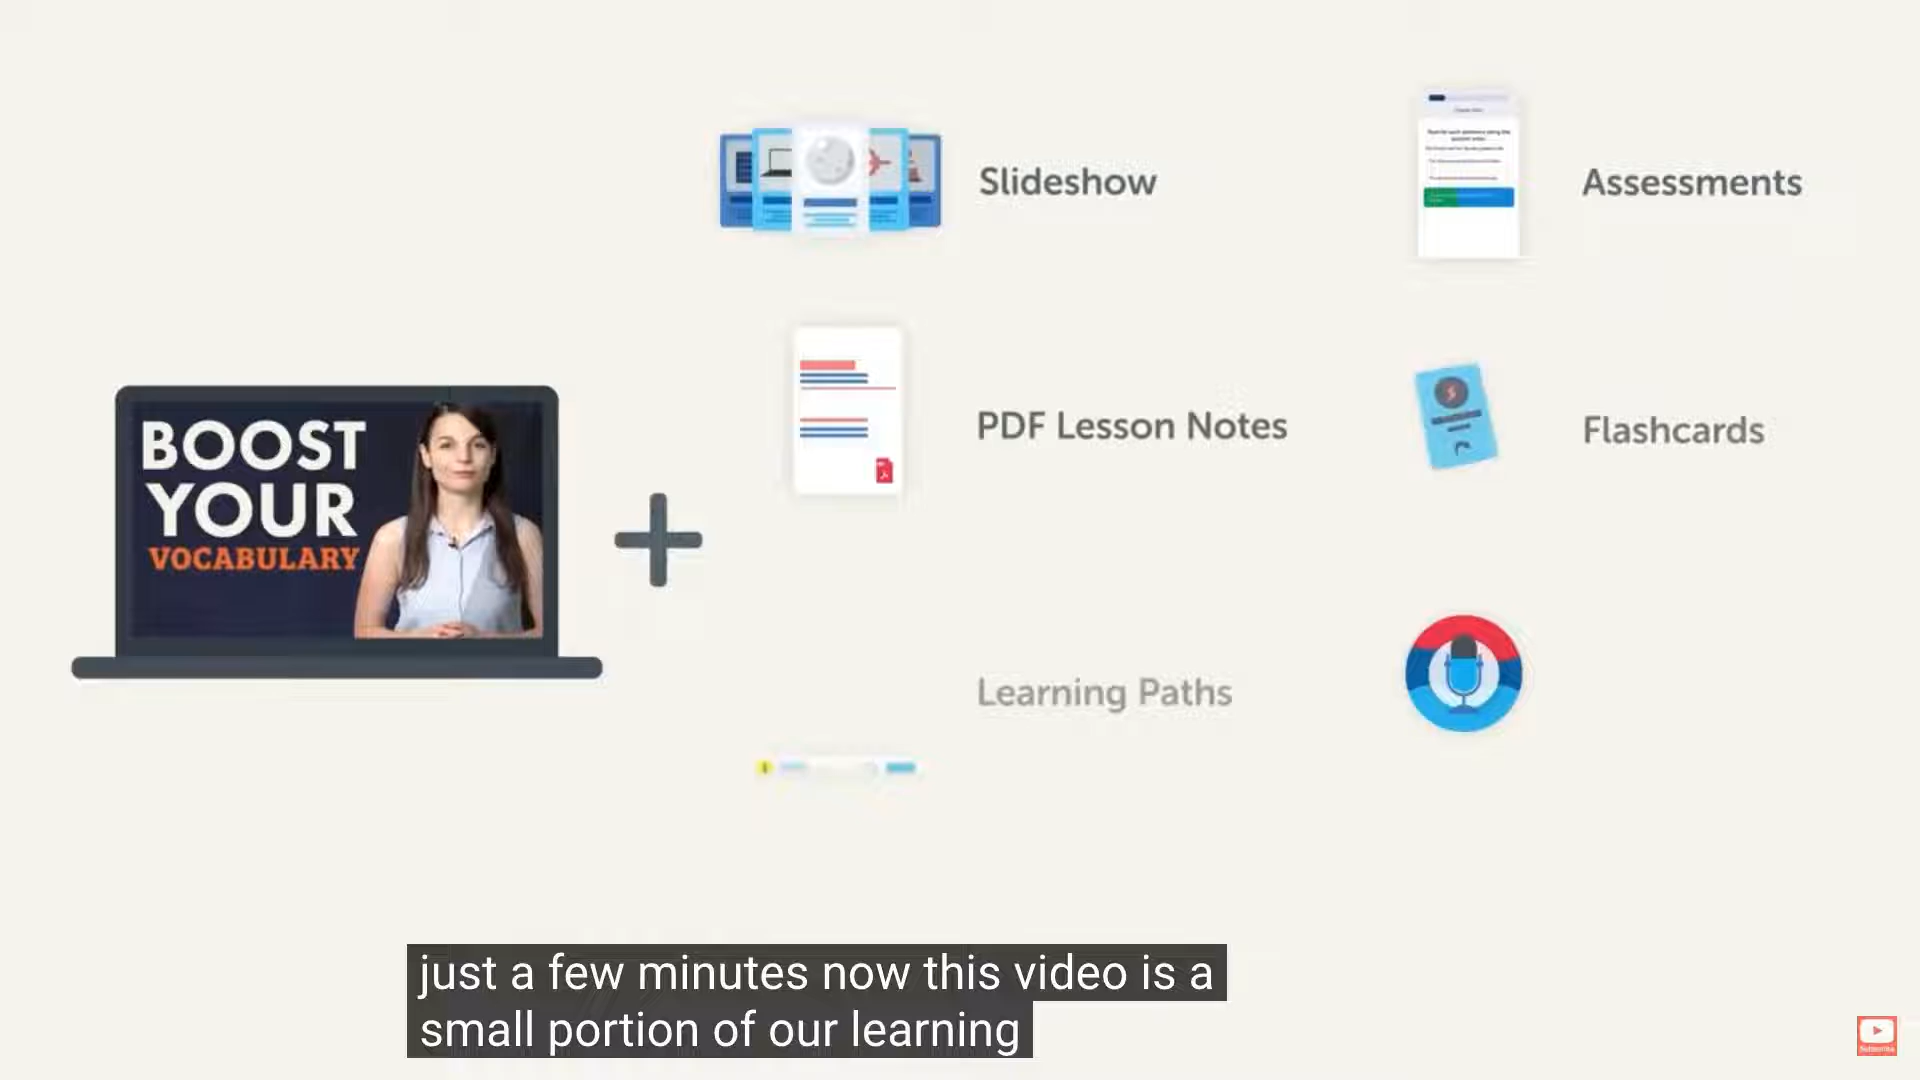 BOOST
YOUR
VOCABULARY
Slideshow
Assessments
PDF Lesson Notes
Flashcards
Learning Paths
just a few minutes now this video is a
small portion of our learning